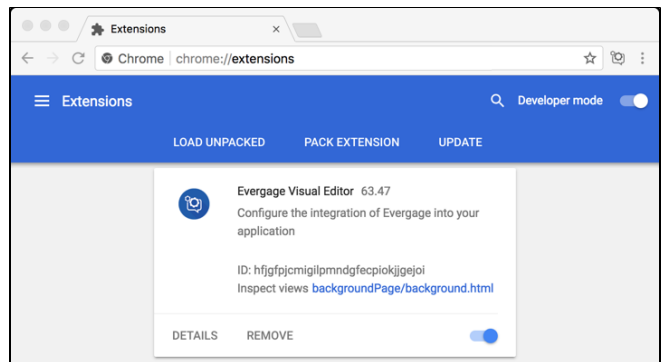 Extensions
Chrome chrome://extensions
Extensions Developer mode
LOAD UNPACKED PACK EXTENSION UPDATE
Evergage Visual Editor 63.47
Configure the integration of Evergage into your
application
ID: hfjgfpjcmigilpmndgfecpiokjjgejoi
Inspect views backgroundPage/background.html
DETAILS REMOVE